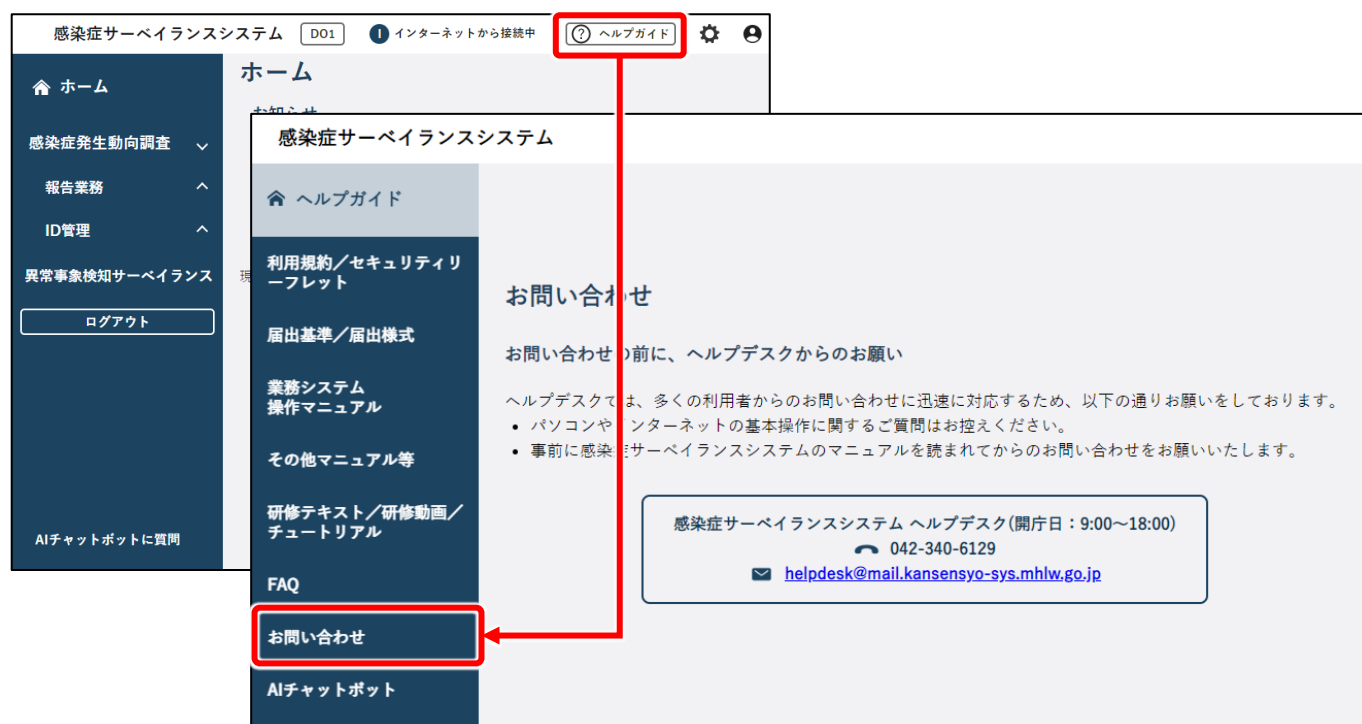 感染症サーベイランスシステム D01 I インターネットから接続中 ? ヘルプガイド
ホーム
感染症発生動向調査
報告業務
ID管理
異常事象検知サーベイランス
ログアウト
AIチャットボットに質問
ホーム
お知らせ
現
感染症サーベイランスシステム
ヘルプガイド
利用規約／セキュリティリ
ーフレット
届出基準／届出様式
業務システム
操作マニュアル
その他マニュアル等
研修テキスト／研修動画／
チュートリアル
FAQ
お問い合わせ
AIチャットボット
お問い合わせ
お問い合わせの前に、ヘルプデスクからのお願い
ヘルプデスクでは、多くの利用者からのお問い合わせに迅速に対応するため、以下の通りお願いをしております。
• パソコンやインターネットの基本操作に関するご質問はお控えください。
• 事前に感染症サーベイランスシステムのマニュアルを読まれてからのお問い合わせをお願いいたします。
感染症サーベイランスシステム ヘルプデスク(開庁日：9:00～18:00)
042-340-6129
helpdesk@mail.kansensyo-sys.mhlw.go.jp